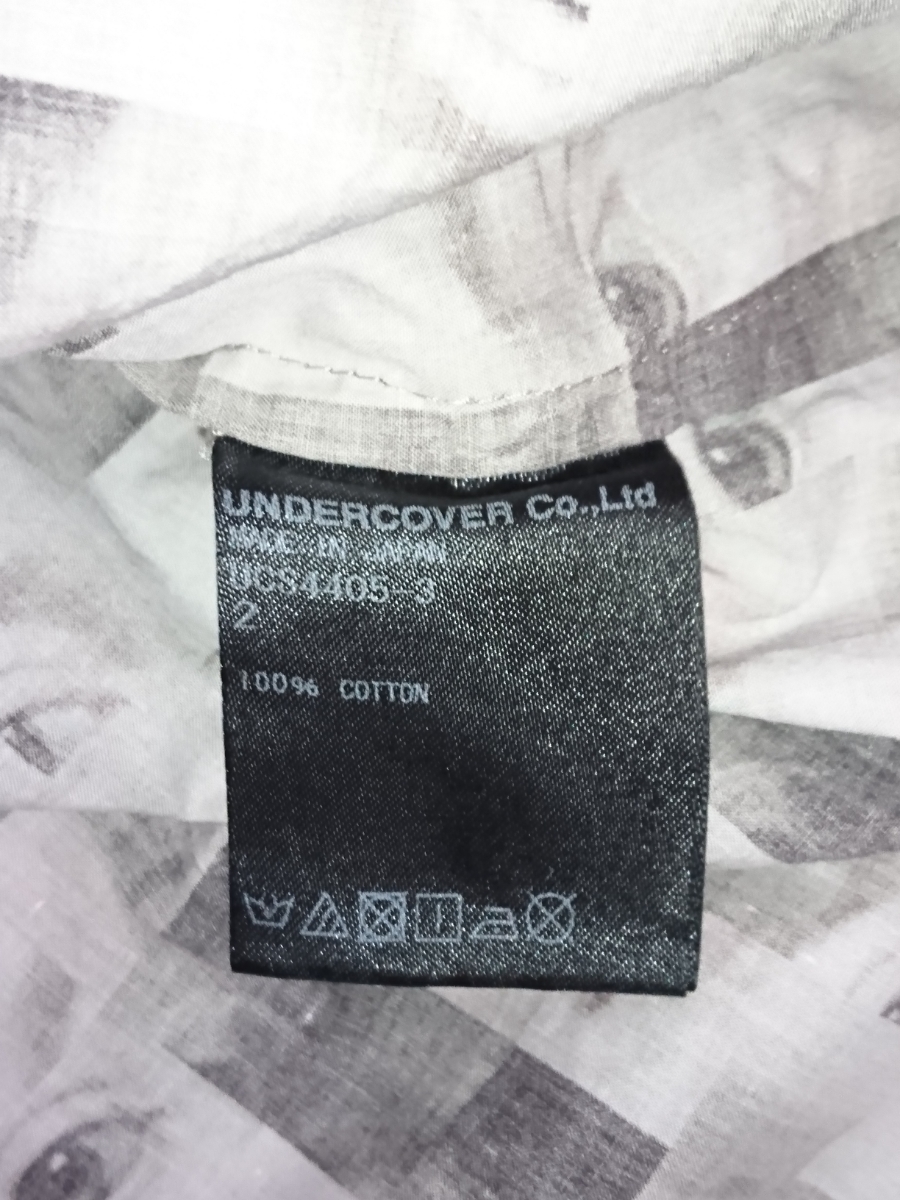 UNDERCOVER Co.,Ltd
MADE IN JAPAN
UCS4405-3
2
100% COTTON